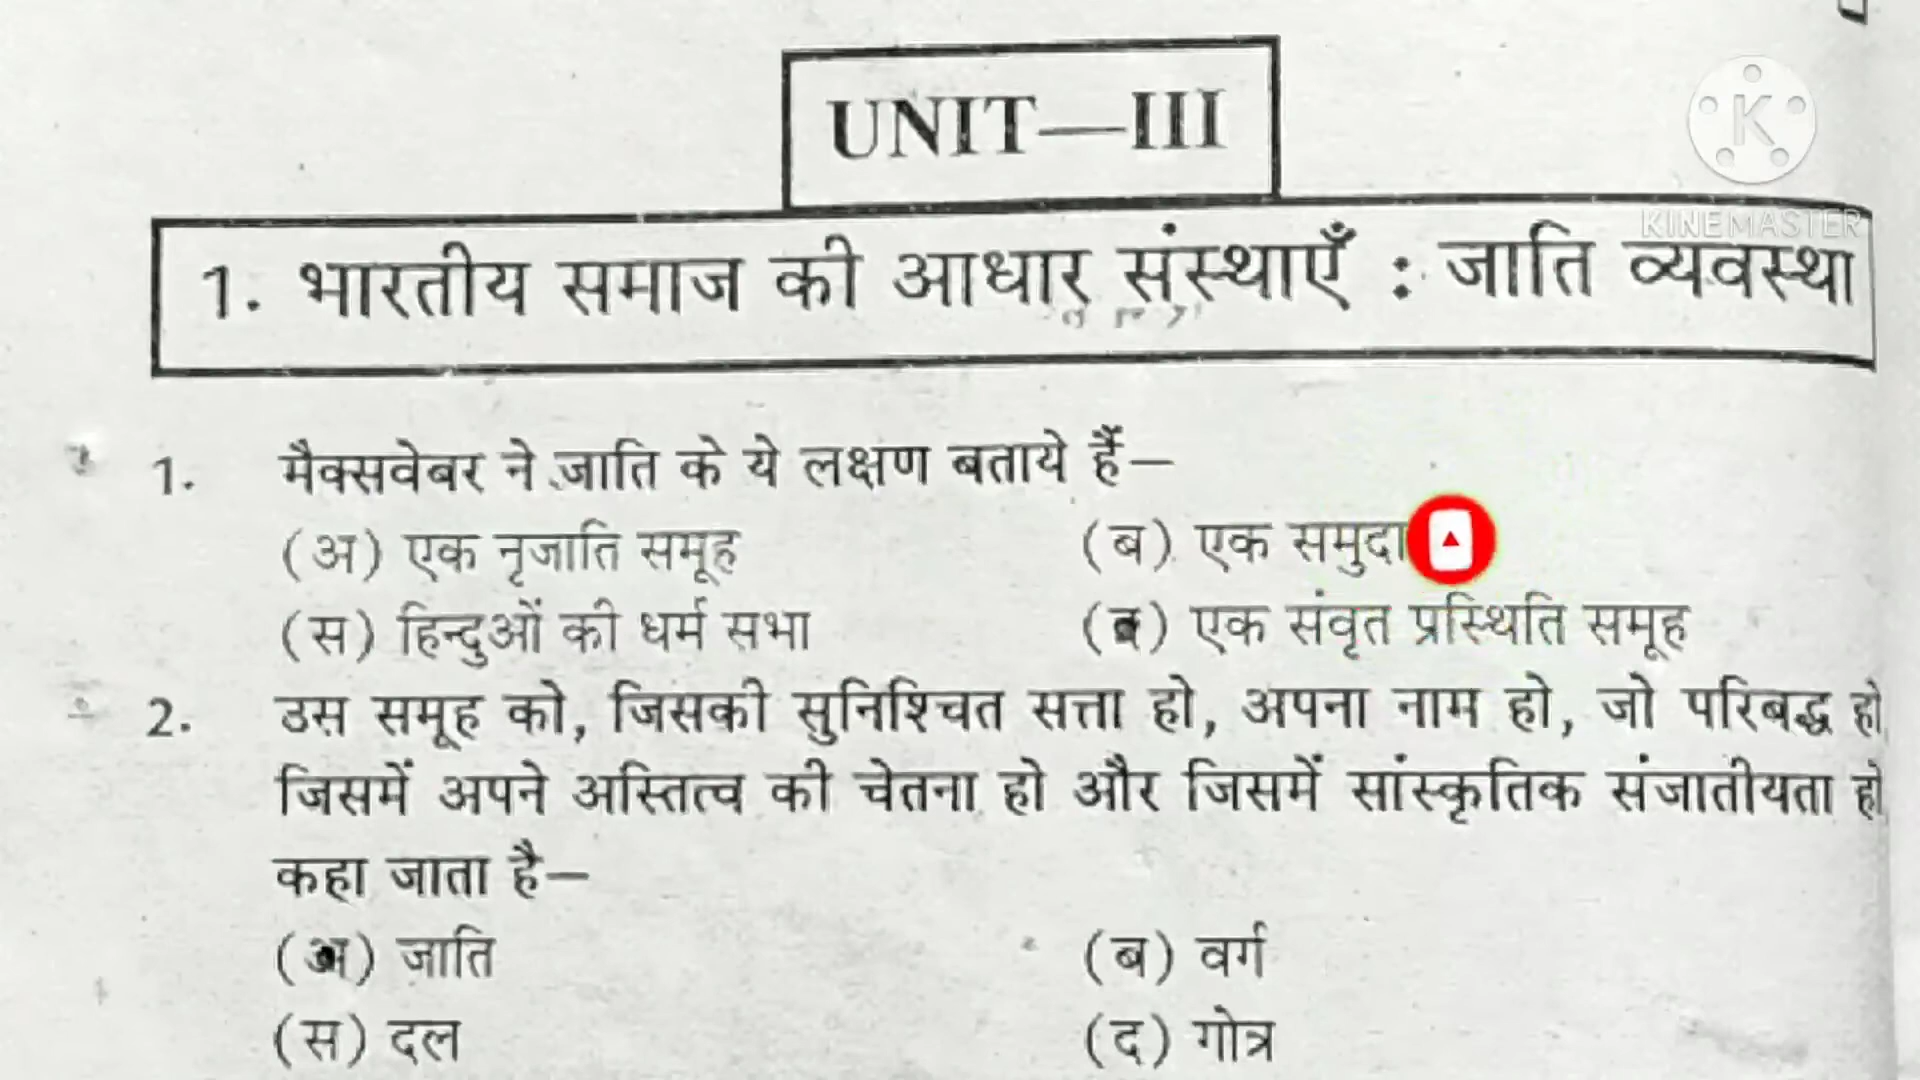 UNIT—III
KINEMASTER
1. भारतीय समाज की आधार संस्थाएँ : जाति व्यवस्था
1. मैक्सवेबर ने जाति के ये लक्षण बताये हैं—
(अ) एक नृजाति समूह (ब) एक
(स) हिन्दुओं की धर्म सभा (द) एक संवृत प्रस्थिति समूह
2. उस समूह को, जिसकी सुनिश्चित सत्ता हो, अपना नाम हो, जो परिबद्ध हो
जिसमें अपने अस्तित्व की चेतना हो और जिसमें सांस्कृतिक संजातीयता हो
कहा जाता है—
(अ) जाति (ब) वर्ग
(स) दल (द) गोत्र